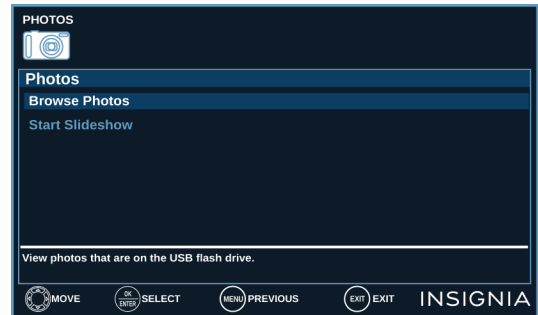 PHOTOS
Photos
Browse Photos
Start Slideshow
View photos that are on the USB flash drive.
MOVE OK ENTER SELECT MENU PREVIOUS EXIT EXIT INSIGNIA